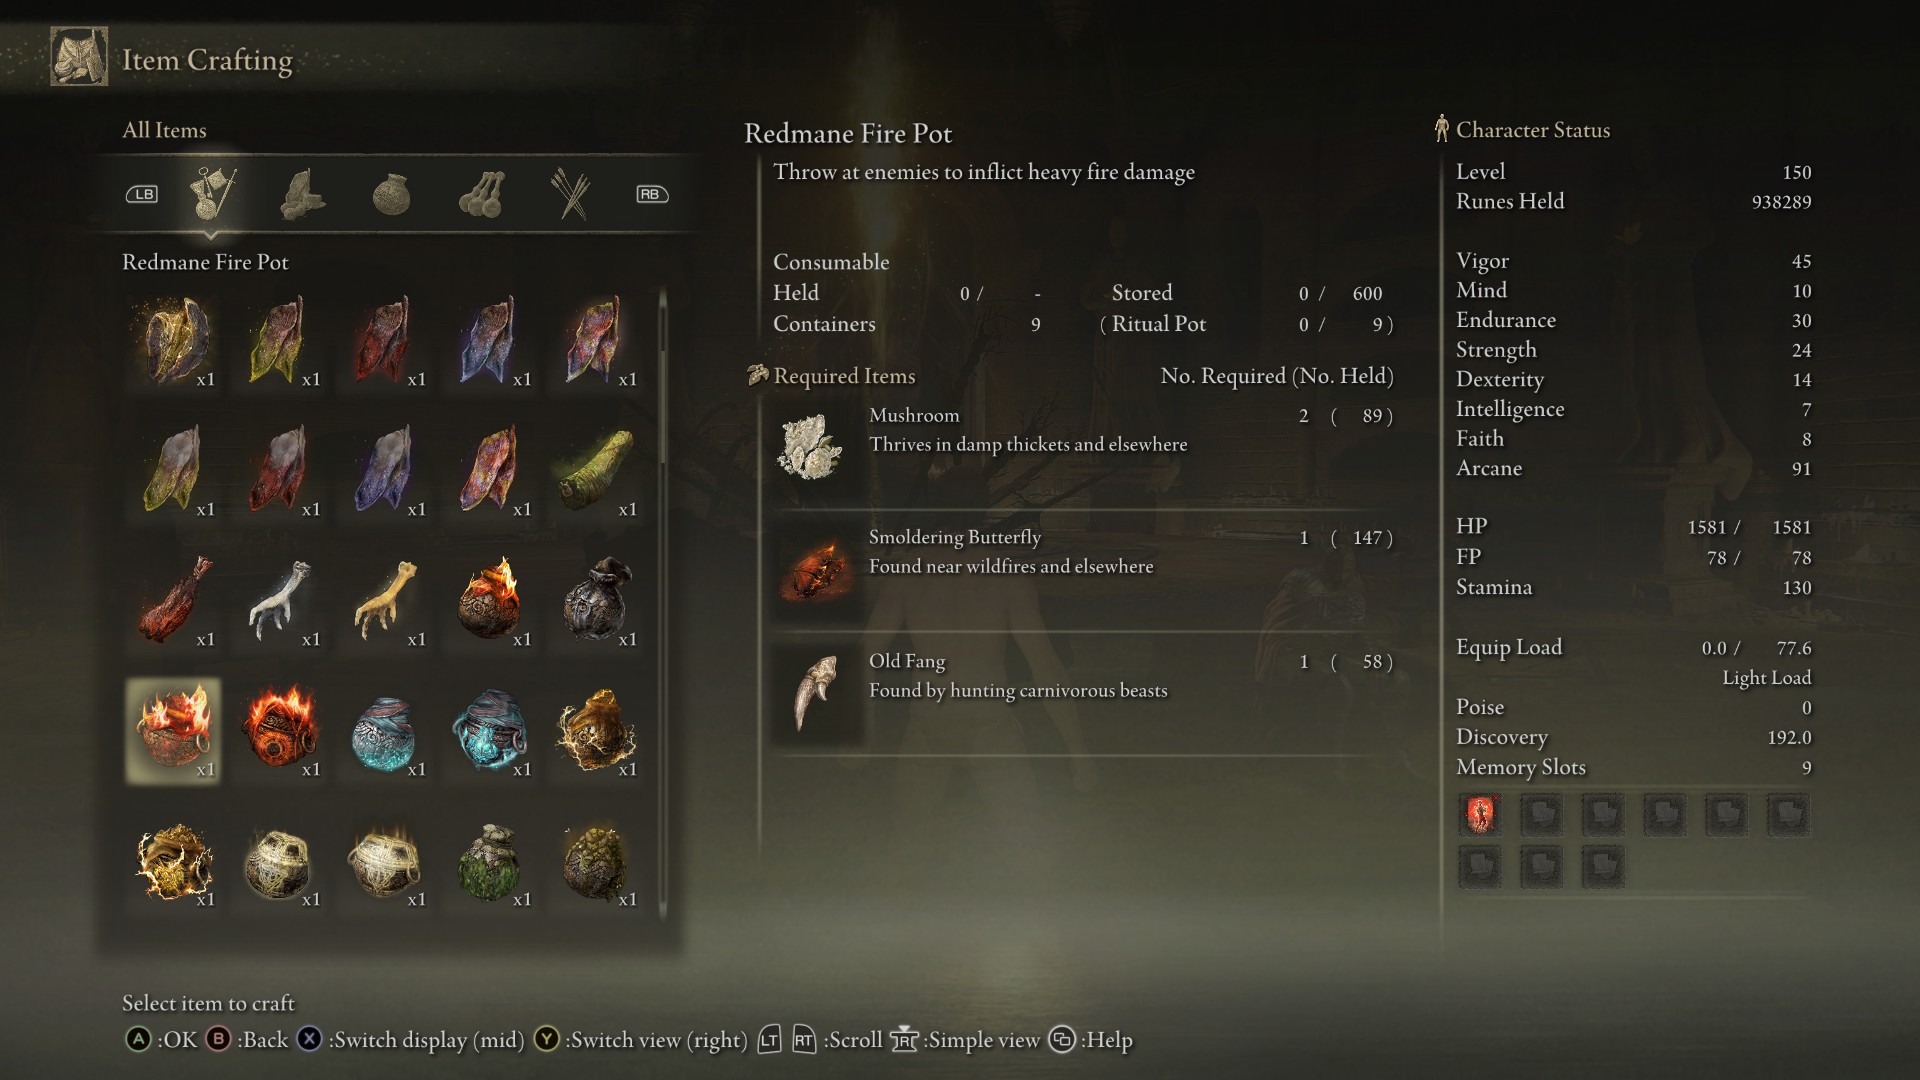 Item Crafting
All Items
LB
RB
Redmane Fire Pot
x1 x1 x1 x1 x1
x1 x1 x1 x1 x1
x1 x1 x1 x1 x1
x1 x1 x1 x1 x1
x1 x1 x1 x1 x1
Redmane Fire Pot
Throw at enemies to inflict heavy fire damage
Consumable
Held 0 / - Stored 0 / 600
Containers 9 ( Ritual Pot 0 / 9 )
Required Items No. Required (No. Held)
Mushroom 2 ( 89 )
Thrives in damp thickets and elsewhere
Smoldering Butterfly 1 ( 147 )
Found near wildfires and elsewhere
Old Fang 1 ( 58 )
Found by hunting carnivorous beasts
Character Status
Level 150
Runes Held 938289
Vigor 45
Mind 10
Endurance 30
Strength 24
Dexterity 14
Intelligence 7
Faith 8
Arcane 91
HP 1581 / 1581
FP 78 / 78
Stamina 130
Equip Load 0.0 / 77.6
Light Load
Poise 0
Discovery 192.0
Memory Slots 9
Select item to craft
A :OK B :Back X :Switch display (mid) Y :Switch view (right) LT RT :Scroll R :Simple view :Help